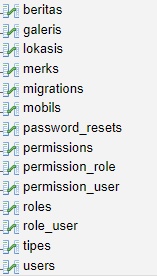 beritas
galeris
lokasis
merks
migrations
mobils
password_resets
permissions
permission_role
permission_user
roles
role_user
tipes
users